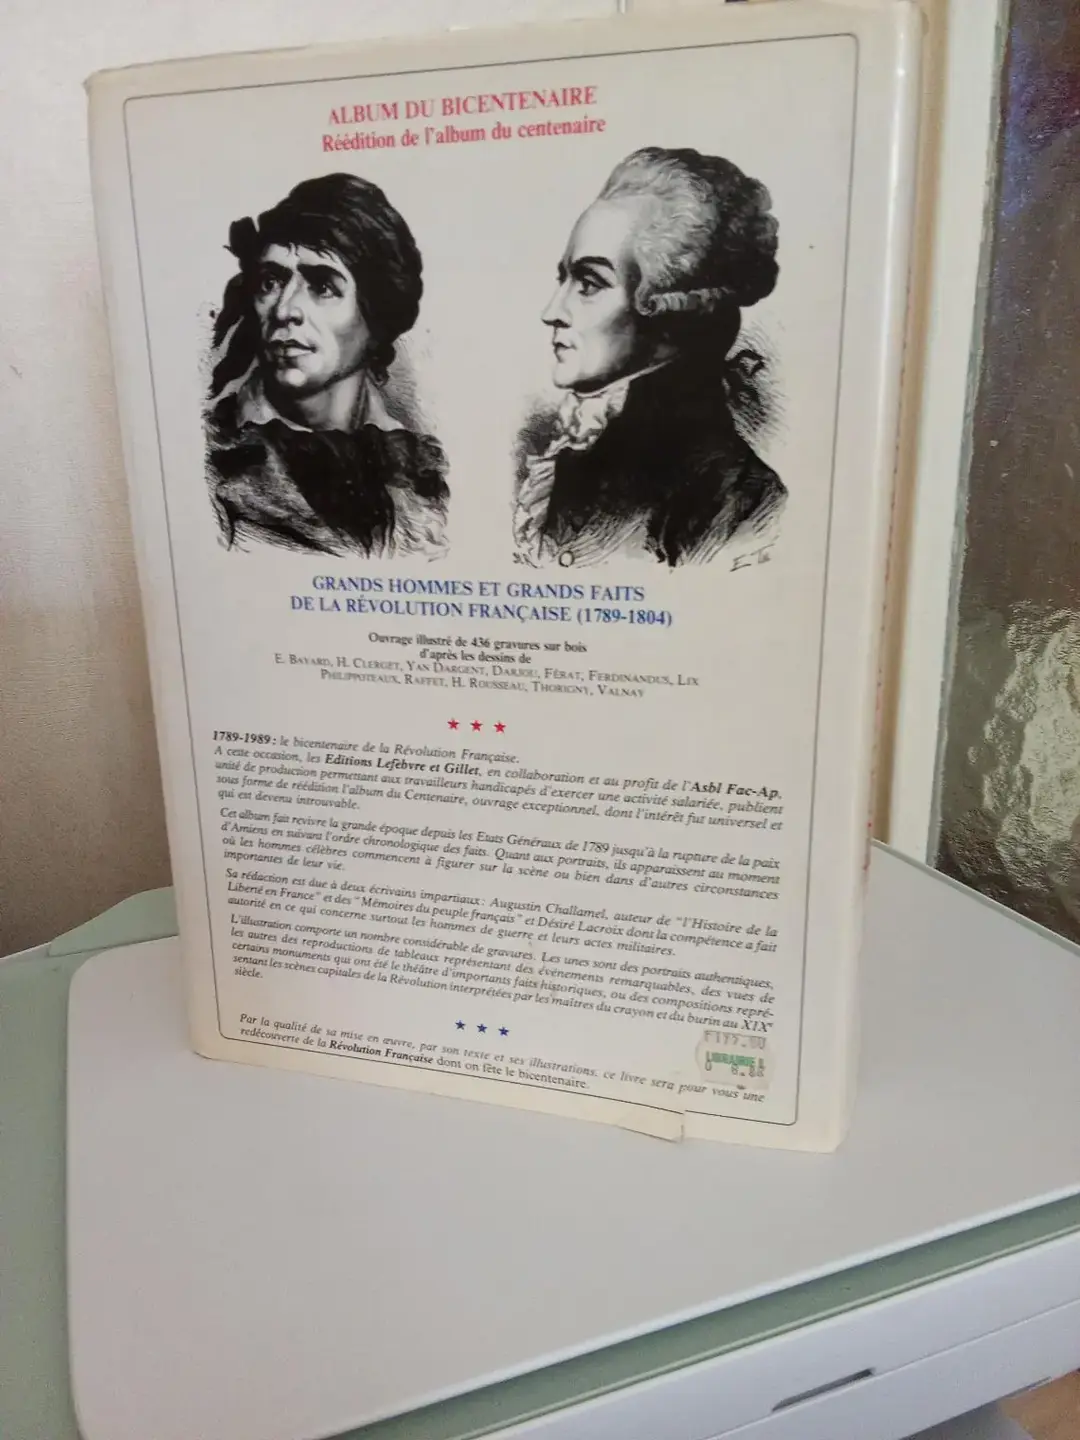 ALBUM DU BICENTENAIRE
Réédition de l'album du centenaire
E. Th
GRANDS HOMMES ET GRANDS FAITS
DE LA RÉVOLUTION FRANÇAISE (1789-1804)
Ouvrage illustré de 436 gravures sur bois
d'après les dessins de
E. BAYARD, H. CLERGET, YAN DARGENT, DARJOU, FÉRAT, FERDINANDUS, LIX
PHILIPPOTEAUX, RAFFET, H. ROUSSEAU, THORIGNY, VALNAY
★ ★ ★
1789-1989 : le bicentenaire de la Révolution Française.
A cette occasion, les Editions Lefèbvre et Gillet, en collaboration et au profit de l'Asbl Fac-Ap,
unité de production permettant aux travailleurs handicapés d'exercer une activité salariée, publient
sous forme de réédition l'album du Centenaire, ouvrage exceptionnel, dont l'intérêt fut universel et
qui est devenu introuvable.
Cet album fait revivre la grande époque depuis les Etats Généraux de 1789 jusqu'à la rupture de la paix
d'Amiens en suivant l'ordre chronologique des faits. Quant aux portraits, ils apparaissent au moment
où les hommes célèbres commencent à figurer sur la scène ou bien dans d'autres circonstances
importantes de leur vie.
Sa rédaction est due à deux écrivains impartiaux : Augustin Challamel, auteur de "l'Histoire de la
Liberté en France" et des "Mémoires du peuple français" et Désiré Lacroix dont la compétence a fait
autorité en ce qui concerne surtout les hommes de guerre et leurs actes militaires.
L'illustration comporte un nombre considérable de gravures. Les unes sont des portraits authentiques,
les autres des reproductions de tableaux représentant des événements remarquables, des vues de
certains monuments qui ont été le théâtre d'importants faits historiques, ou des compositions repré-
sentant les scènes capitales de la Révolution interprétées par les maîtres du crayon et du burin au XIXe
siècle.
★ ★ ★
Par la qualité de sa mise en œuvre, par son texte et ses illustrations, ce livre sera pour vous une
redécouverte de la Révolution Française dont on fête le bicentenaire.
LIBRAIRIE